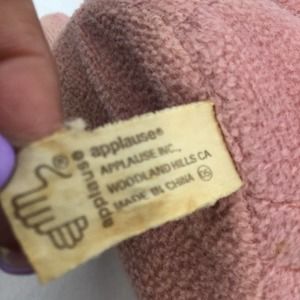 applause®
APPLAUSE INC.,
WOODLAND HILLS CA
MADE IN CHINA
applause®